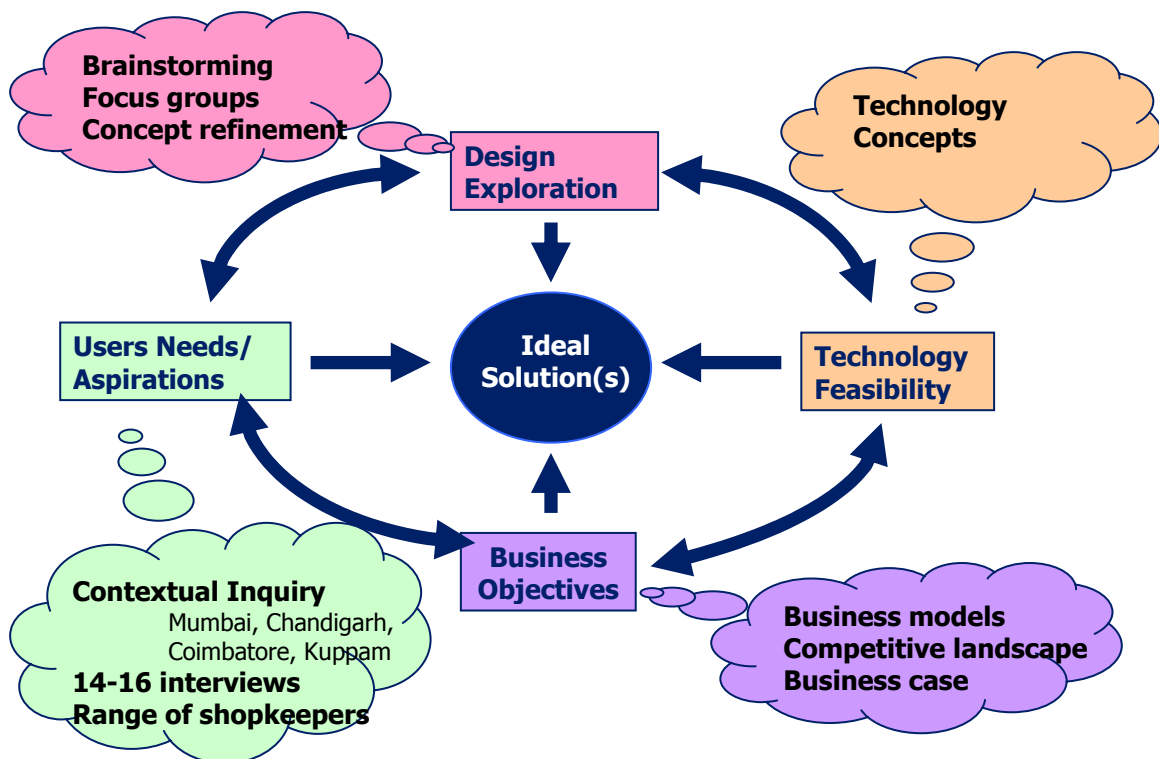 Brainstorming
Focus groups
Concept refinement
Technology
Concepts
Design
Exploration
Users Needs/
Aspirations
Ideal
Solution(s)
Technology
Feasibility
Business
Objectives
Contextual Inquiry
Mumbai, Chandigarh,
Coimbatore, Kuppam
14-16 interviews
Range of shopkeepers
Business models
Competitive landscape
Business case